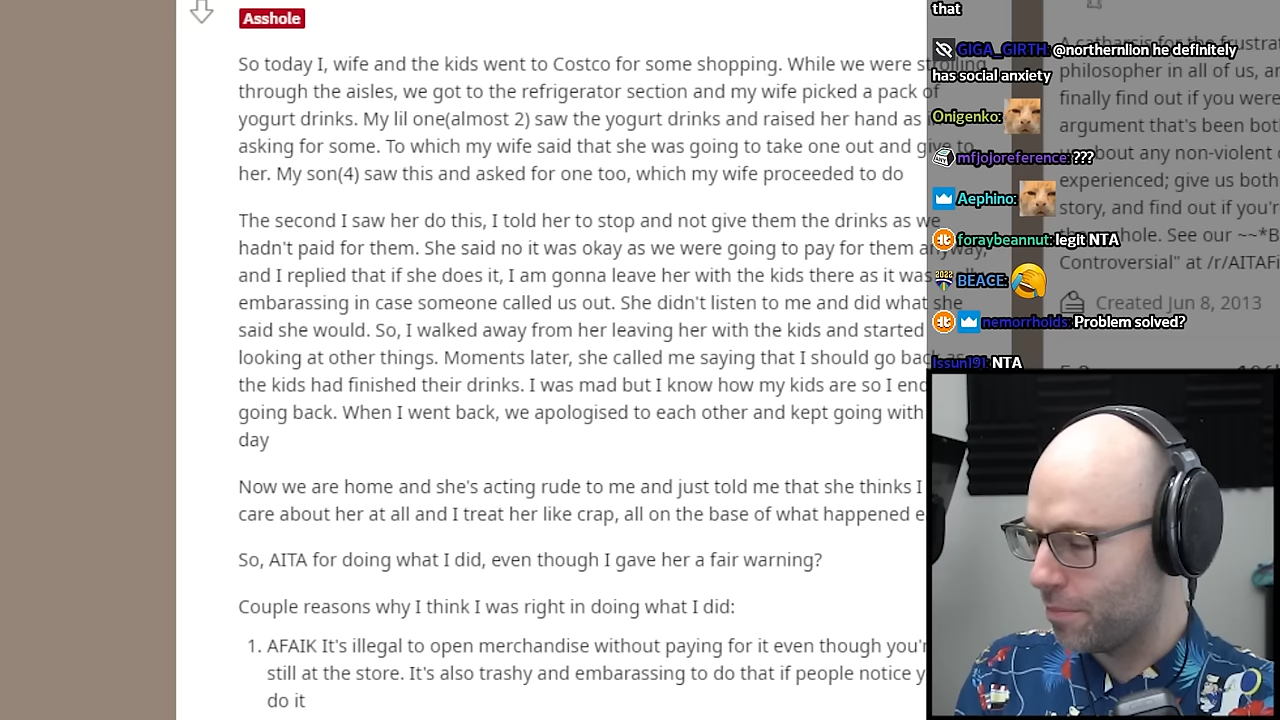 Asshole
So today I, wife and the kids went to Costco for some shopping. While we were strolling
through the aisles, we got to the refrigerator section and my wife picked a pack of
yogurt drinks. My lil one(almost 2) saw the yogurt drinks and raised her hand as
asking for some. To which my wife said that she was going to take one out and give to
her. My son(4) saw this and asked for one too, which my wife proceeded to do
The second I saw her do this, I told her to stop and not give them the drinks as we
hadn't paid for them. She said no it was okay as we were going to pay for them anyway,
and I replied that if she does it, I am gonna leave her with the kids there as it was
embarassing in case someone called us out. She didn't listen to me and did what she
said she would. So, I walked away from her leaving her with the kids and started
looking at other things. Moments later, she called me saying that I should go back as
the kids had finished their drinks. I was mad but I know how my kids are so I
going back. When I went back, we apologised to each other and kept going with
day
Now we are home and she's acting rude to me and just told me that she thinks I
care about her at all and I treat her like crap, all on the base of what happened
So, AITA for doing what I did, even though I gave her a fair warning?
Couple reasons why I think I was right in doing what I did:
1. AFAIK It's illegal to open merchandise without paying for it even though
still at the store. It's also trashy and embarassing to do that if people notice
do it
that
GIGA_GIRTH: @northernlion he definitely
has social anxiety
Onigenko:
mfjojoreference: ???
Aephino:
foraybeannut: legit NTA
BEACE:
nemorrholds: Problem solved?
Issun191: NTA
A catharsis for the frustrat
philosopher in all of us, an
finally find out if you were
argument that's been bot
about any non-violent
experienced; give us both
story, and find out if you'r
hole. See our ~~*B
Controversial" at /r/AITAFi
Created Jun 8, 2013